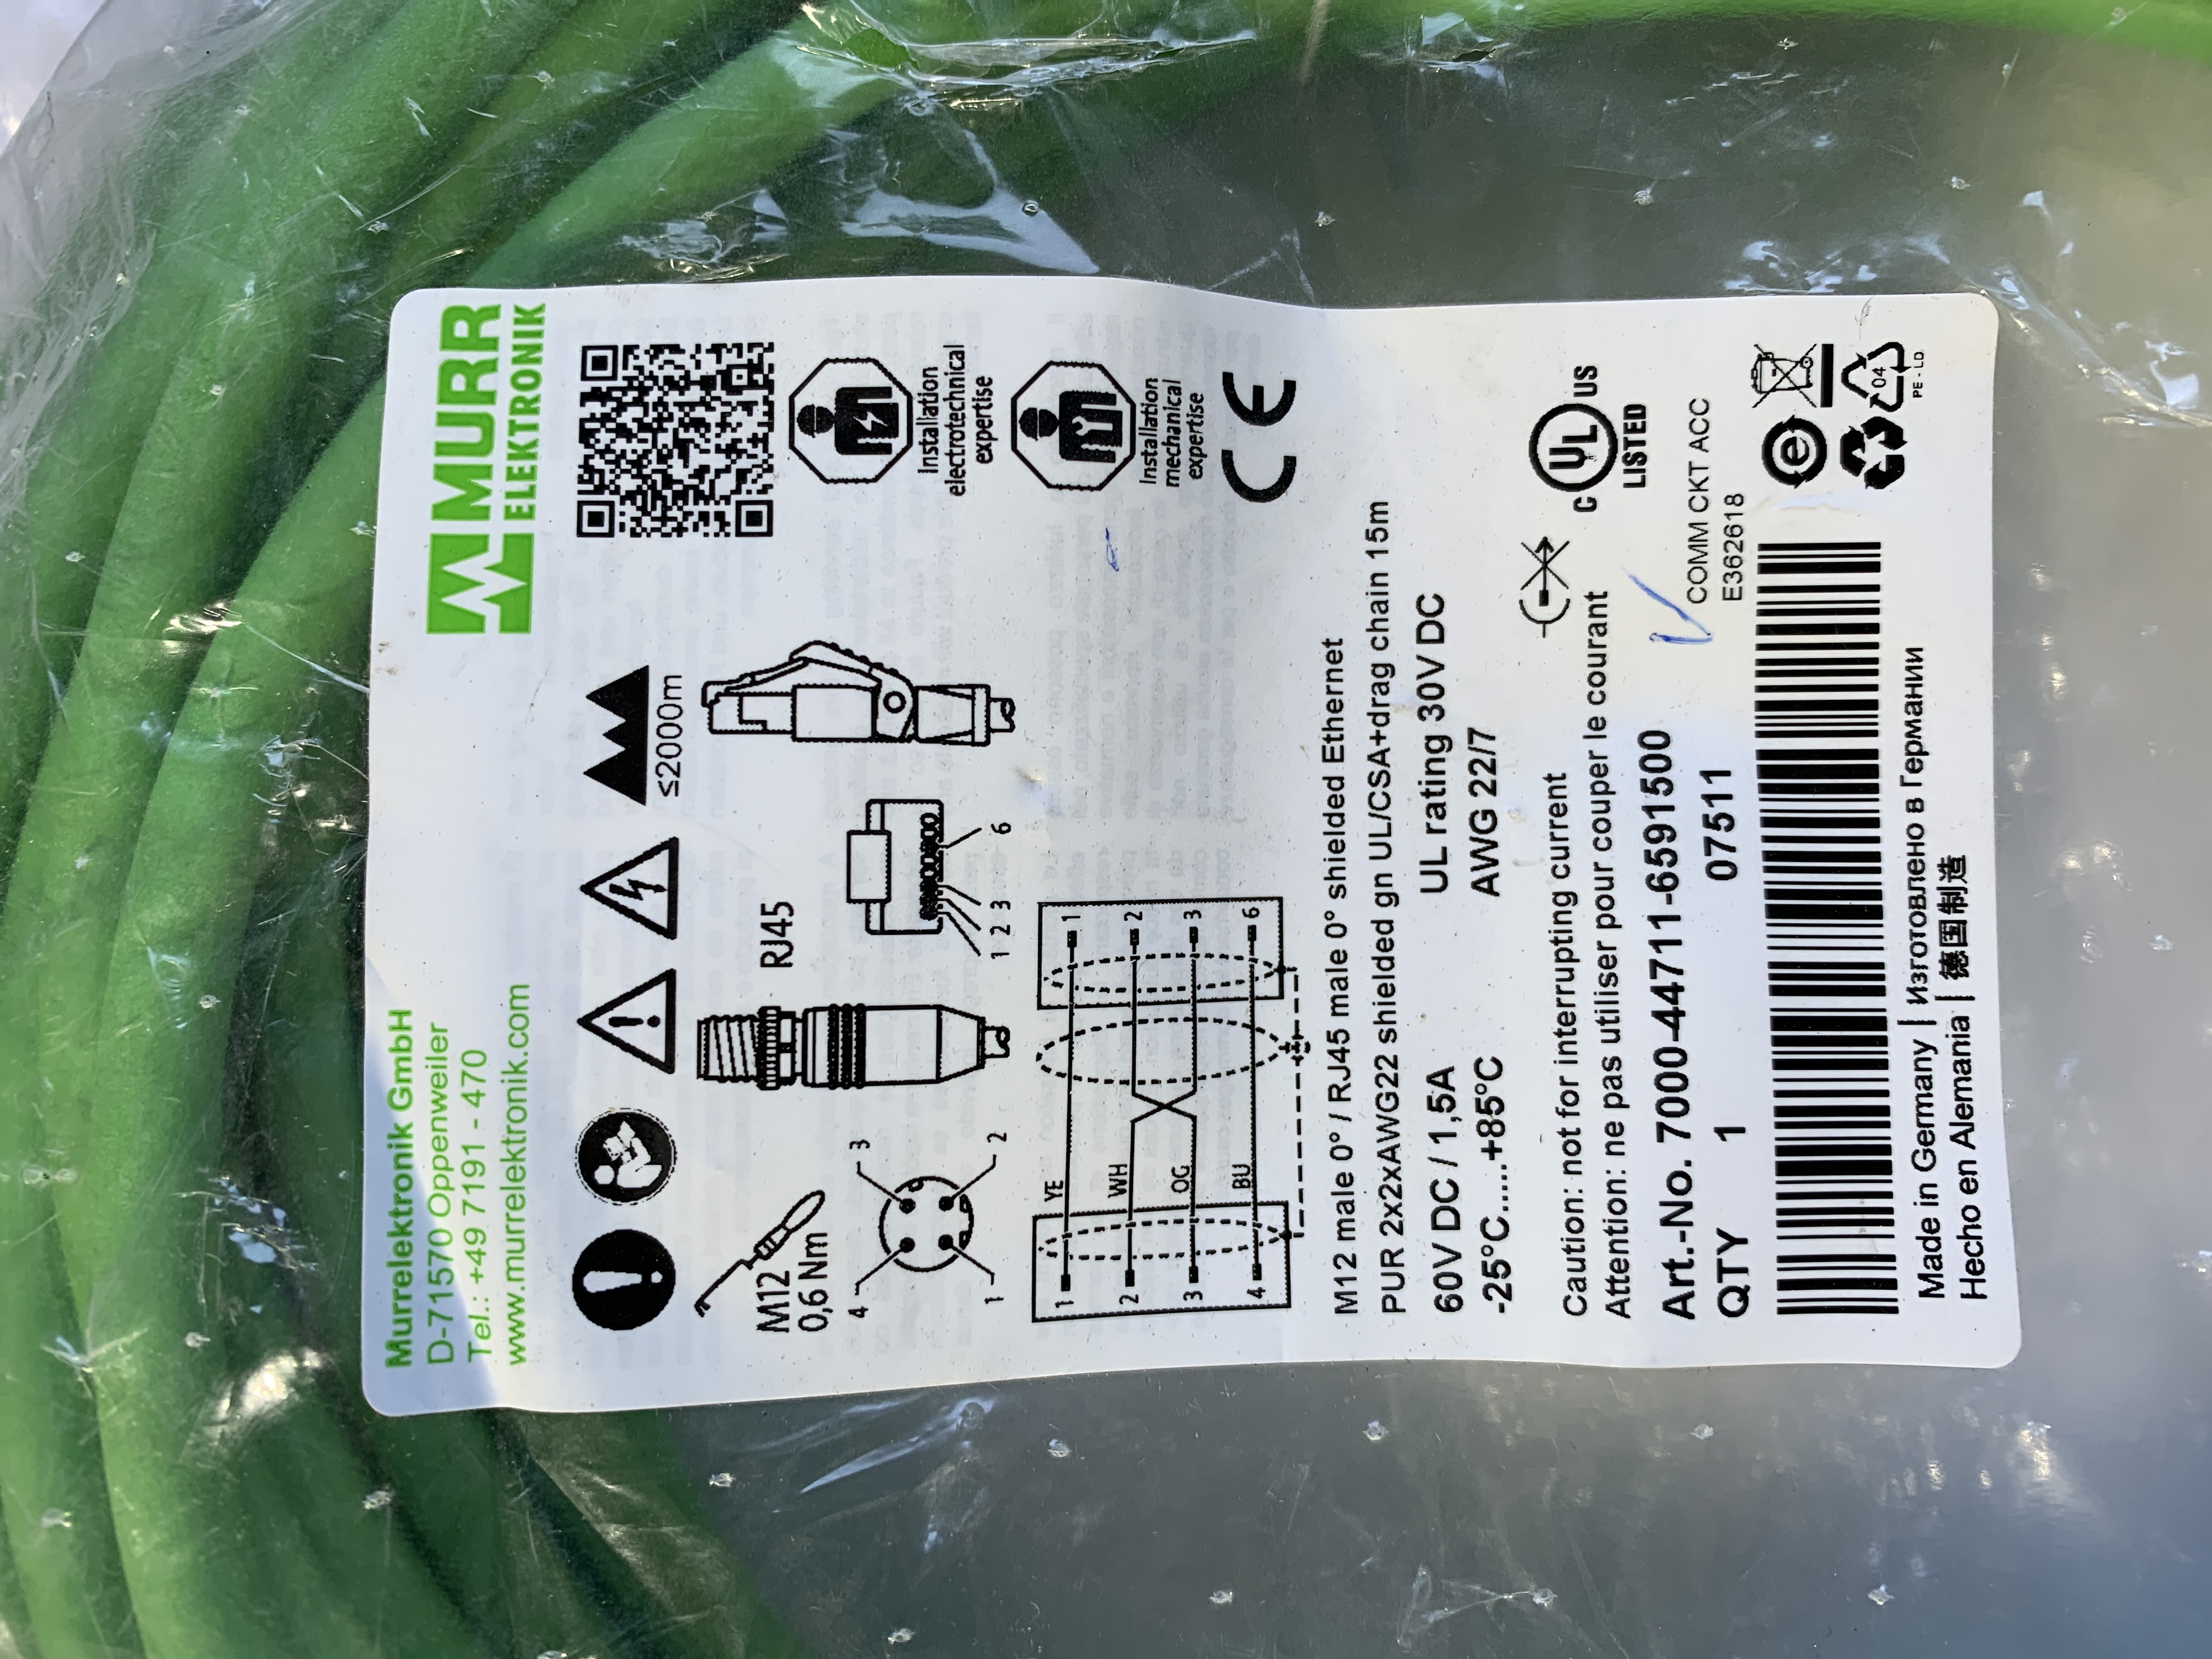 Murrelektronik GmbH
D-71570 Oppenweiler
Tel.: +49 7191 - 470
www.murrelektronik.com
MURR
ELEKTRONIK
≤2000m
M12
0,6 Nm
RJ45
4 3
1 2
1 2 3 6
Installation
electrotechnical
expertise
Installation
mechanical
expertise
1 YE 1
2 WH 2
3 OG 3
4 BU 6
CE
M12 male 0° / RJ45 male 0° shielded Ethernet
PUR 2x2xAWG22 shielded gn UL/CSA+drag chain 15m
60V DC / 1,5A UL rating 30V DC
-25°C.....+85°C AWG 22/7
Caution: not for interrupting current
Attention: ne pas utiliser pour couper le courant
C UL US
LISTED
Art.-No. 7000-44711-6591500
COMM CKT ACC
QTY 1 07511
E362618
e
04
PE-LD
Made in Germany | Изготовлено в Германии
Hecho en Alemania | 德国制造